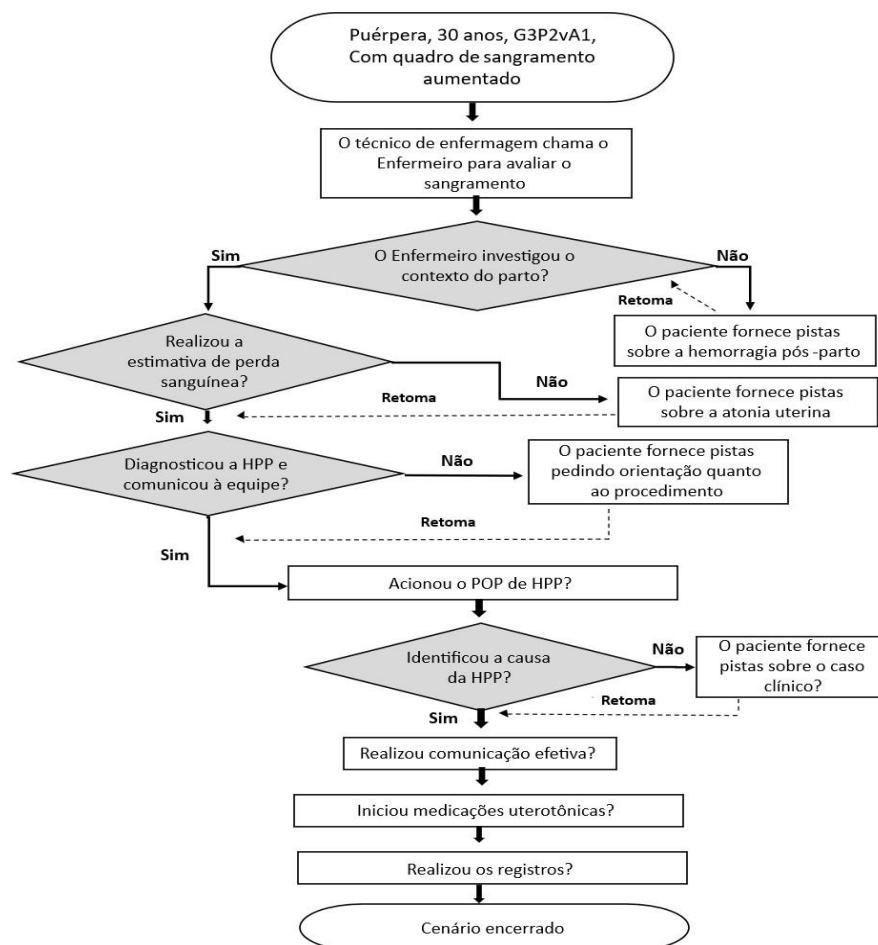 Puérpera, 30 anos, G3P2vA1,
Com quadro de sangramento
aumentado
O técnico de enfermagem chama o
Enfermeiro para avaliar o
sangramento
Sim
O Enfermeiro investigou o
contexto do parto?
Não
Retoma
O paciente fornece pistas
sobre a hemorragia pós -parto
Realizou a
estimativa de perda
sanguínea?
Não
O paciente fornece pistas
sobre a atonia uterina
Retoma
Sim
Diagnosticou a HPP e
comunicou à equipe?
Não
O paciente fornece pistas
pedindo orientação quanto
ao procedimento
Retoma
Sim
Acionou o POP de HPP?
Identificou a causa
da HPP?
Não
O paciente fornece
pistas sobre o caso
clínico?
Retoma
Sim
Realizou comunicação efetiva?
Iniciou medicações uterotônicas?
Realizou os registros?
Cenário encerrado